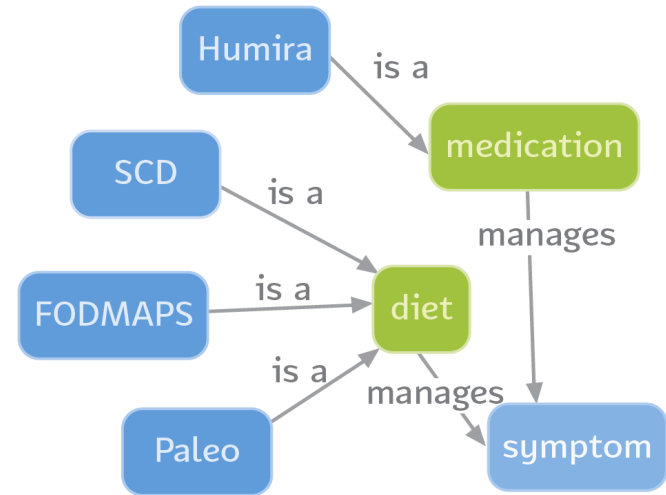 Humira
is a
medication
SCD
is a
manages
FODMAPS
is a
diet
is a
manages
Paleo
symptom